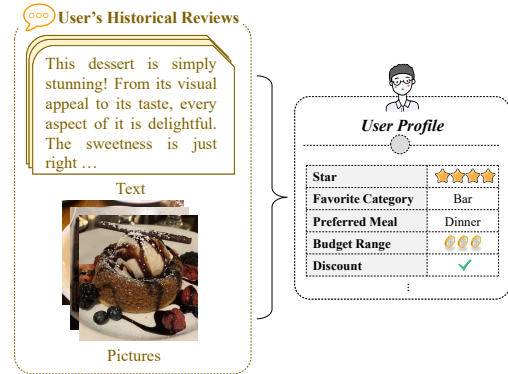 User's Historical Reviews
This dessert is simply
stunning! From its visual
appeal to its taste, every
aspect of it is delightful.
The sweetness is just
right …
Text
Pictures
User Profile
Star
Favorite Category Bar
Preferred Meal Dinner
Budget Range
Discount